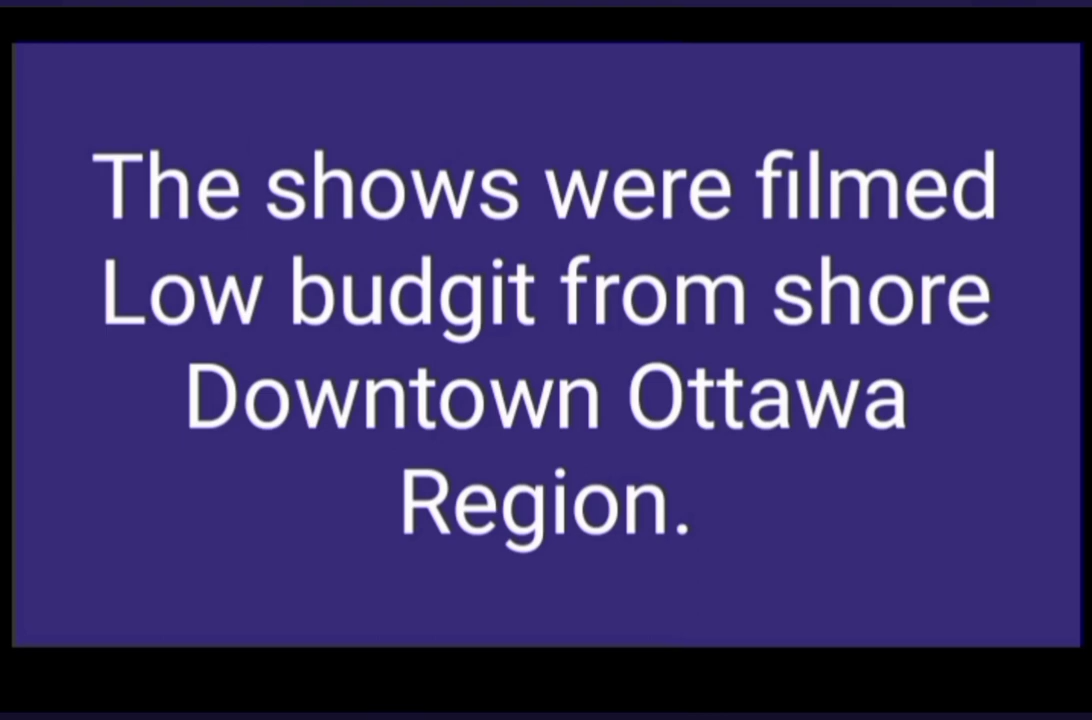 The shows were filmed
Low budgit from shore
Downtown Ottawa
Region.